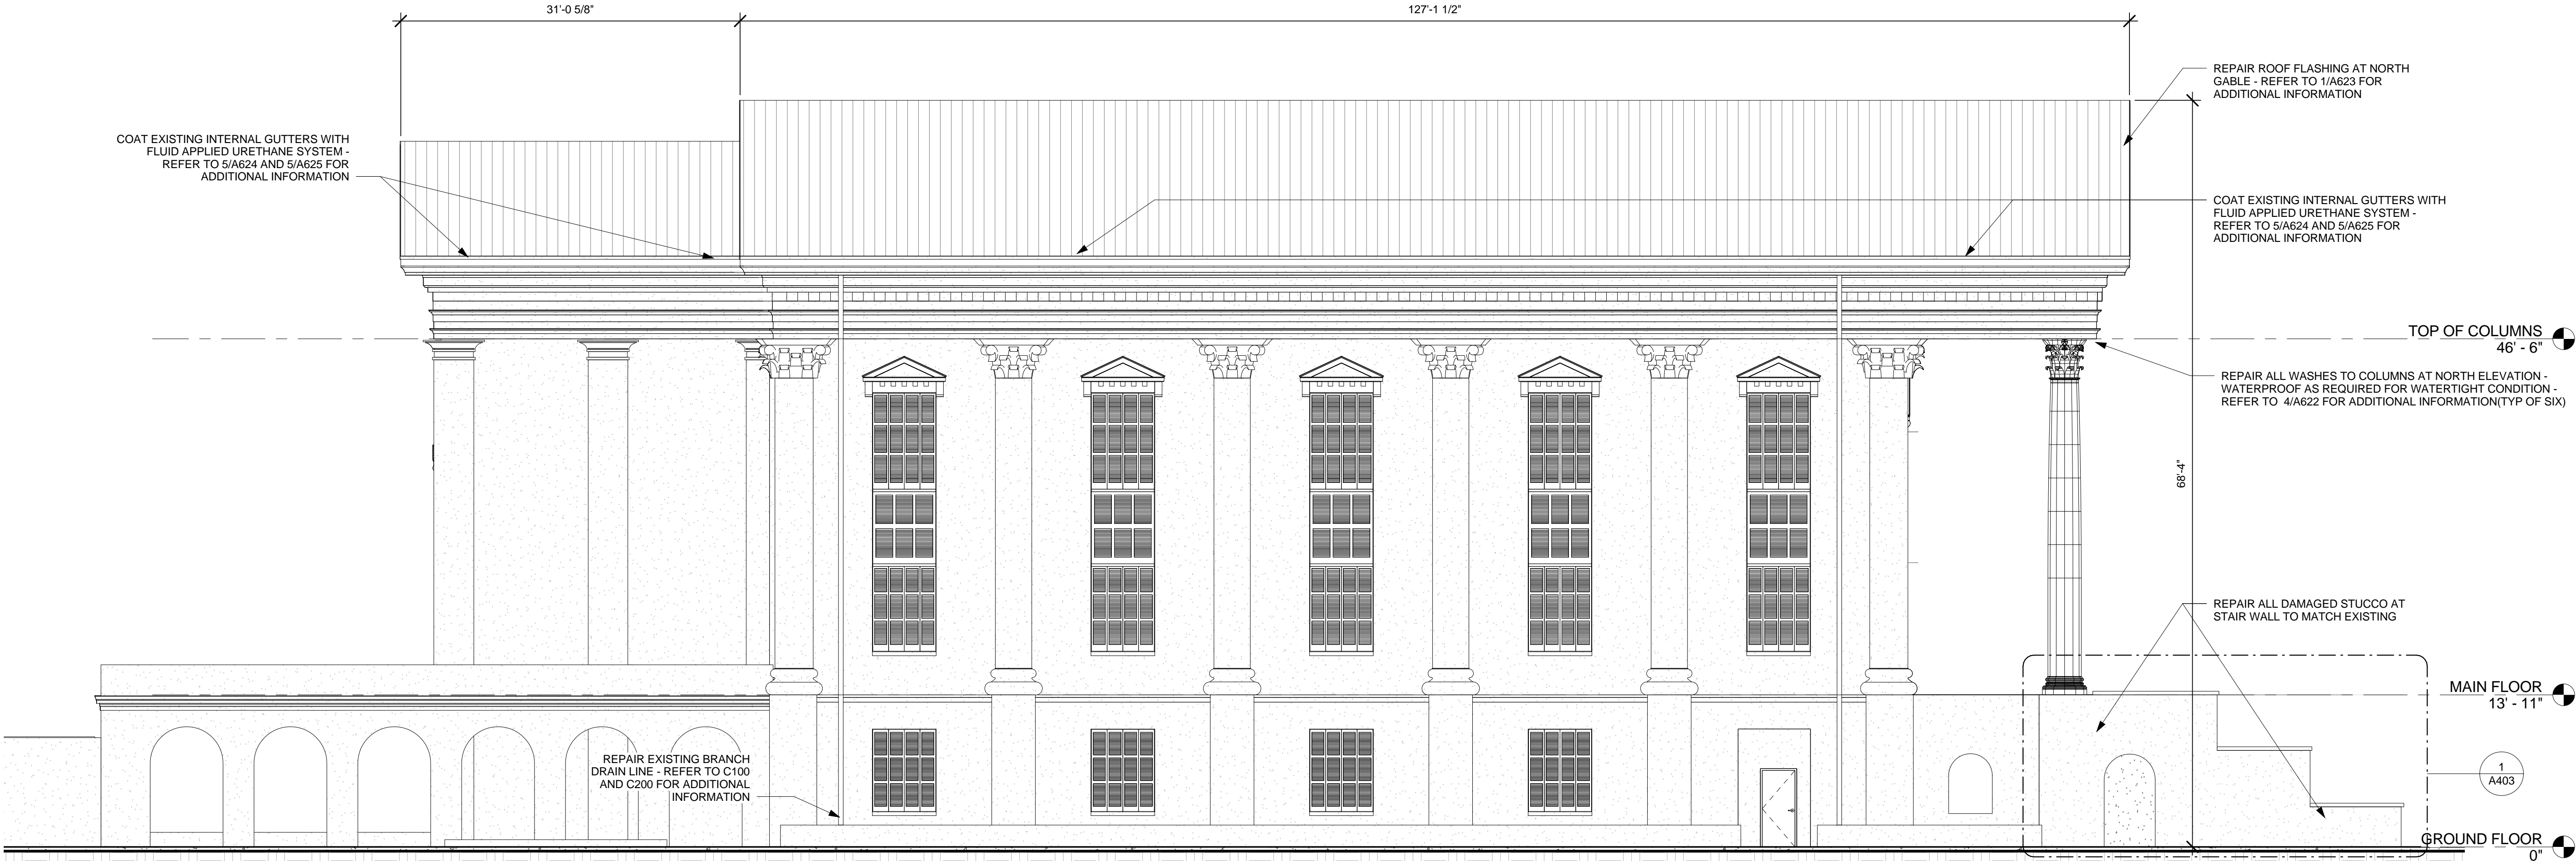 31'-0 5/8"
127'-1 1/2"
REPAIR ROOF FLASHING AT NORTH
GABLE - REFER TO 1/A623 FOR
ADDITIONAL INFORMATION
COAT EXISTING INTERNAL GUTTERS WITH
FLUID APPLIED URETHANE SYSTEM -
REFER TO 5/A624 AND 5/A625 FOR
ADDITIONAL INFORMATION
COAT EXISTING INTERNAL GUTTERS WITH
FLUID APPLIED URETHANE SYSTEM -
REFER TO 5/A624 AND 5/A625 FOR
ADDITIONAL INFORMATION
TOP OF COLUMNS
46' - 6"
REPAIR ALL WASHES TO COLUMNS AT NORTH ELEVATION -
WATERPROOF AS REQUIRED FOR WATERTIGHT CONDITION -
REFER TO 4/A622 FOR ADDITIONAL INFORMATION(TYP OF SIX)
68'-4"
REPAIR ALL DAMAGED STUCCO AT
STAIR WALL TO MATCH EXISTING
MAIN FLOOR
13' - 11"
REPAIR EXISTING BRANCH
DRAIN LINE - REFER TO C100
AND C200 FOR ADDITIONAL
INFORMATION
1
A403
GROUND FLOOR
0"